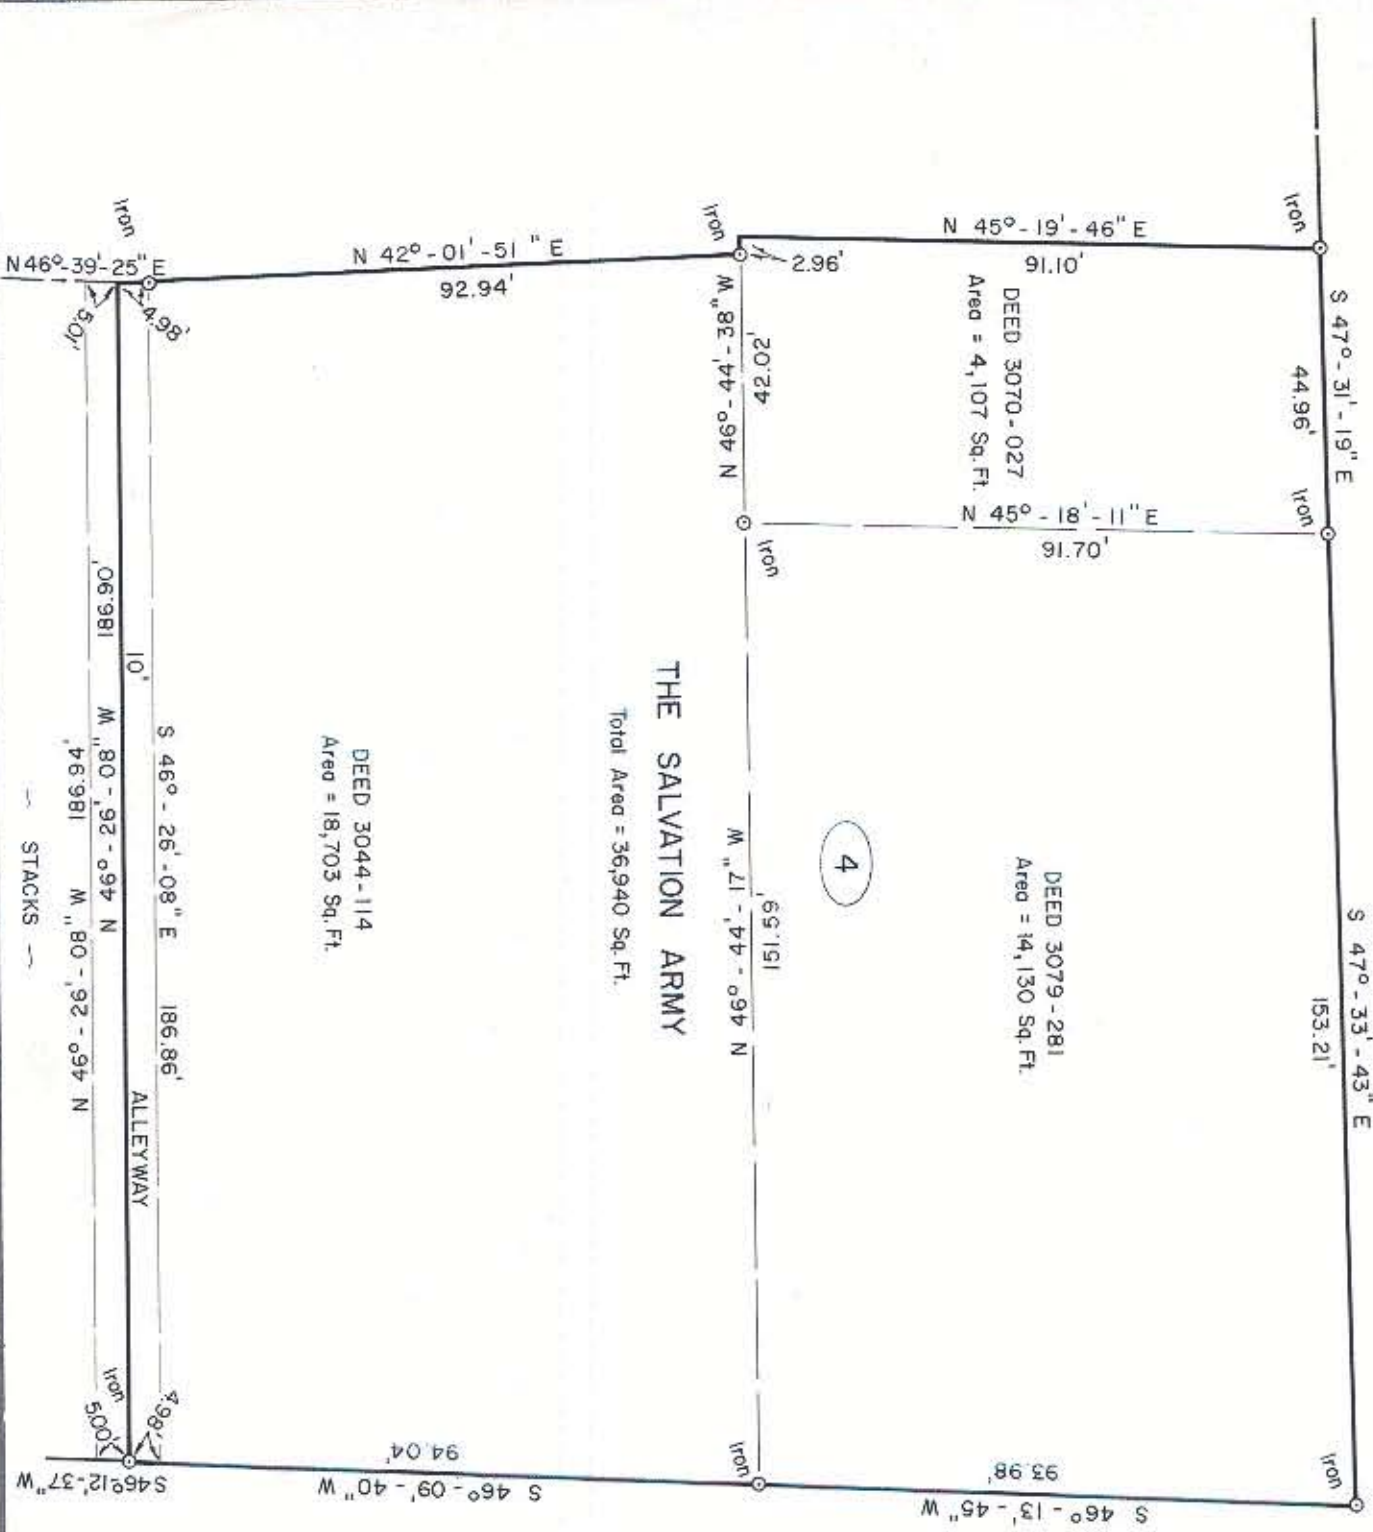 S 47° - 31' - 19" E
44.96'
S 47° - 33' - 43" E
153.21'
Iron
Iron
Iron
N 45° - 19' - 46" E
91.10'
DEED 3070 - 027
Area = 4,107 Sq. Ft.
N 45° - 18' - 11" E
91.70'
DEED 3079 - 281
Area = 14,130 Sq. Ft.
93.98'
S 46° - 13' - 45" W
4
Iron
2.96'
42.02'
N 46° - 44' - 38" W
Iron
151.59'
N 46° - 44' - 17" W
Iron
THE SALVATION ARMY
Total Area = 36,940 Sq. Ft.
N 42° - 01' - 51" E
92.94'
DEED 3044 - 114
Area = 18,703 Sq. Ft.
94.04'
S 46° - 09' - 40" W
Iron
N 46° - 39' - 25" E
4.98'
5.01'
S 46° - 26' - 08" E 186.86'
10'
ALLEYWAY
N 46° - 26' - 08" W 186.90'
N 46° - 26' - 08" W 186.94'
Iron
4.98'
5.00'
S 46° 12' - 37" W
STACKS